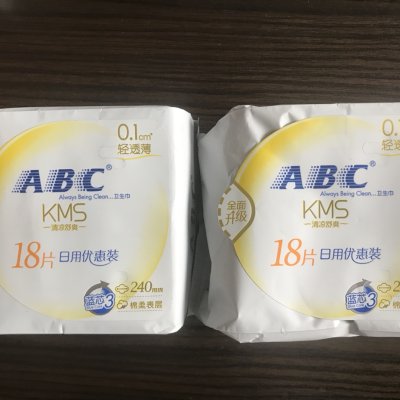 0.1cm
轻透薄
ABC®
Always Being Clean...卫生巾
KMS
清凉舒爽
18片 日用优惠装
蓝芯3
240mm
棉柔表层
0.1
轻
ABC®
Always Being Clean...卫生巾
全面
升级
KMS
清凉舒爽
18片 日用优惠装
蓝芯3
2
棉